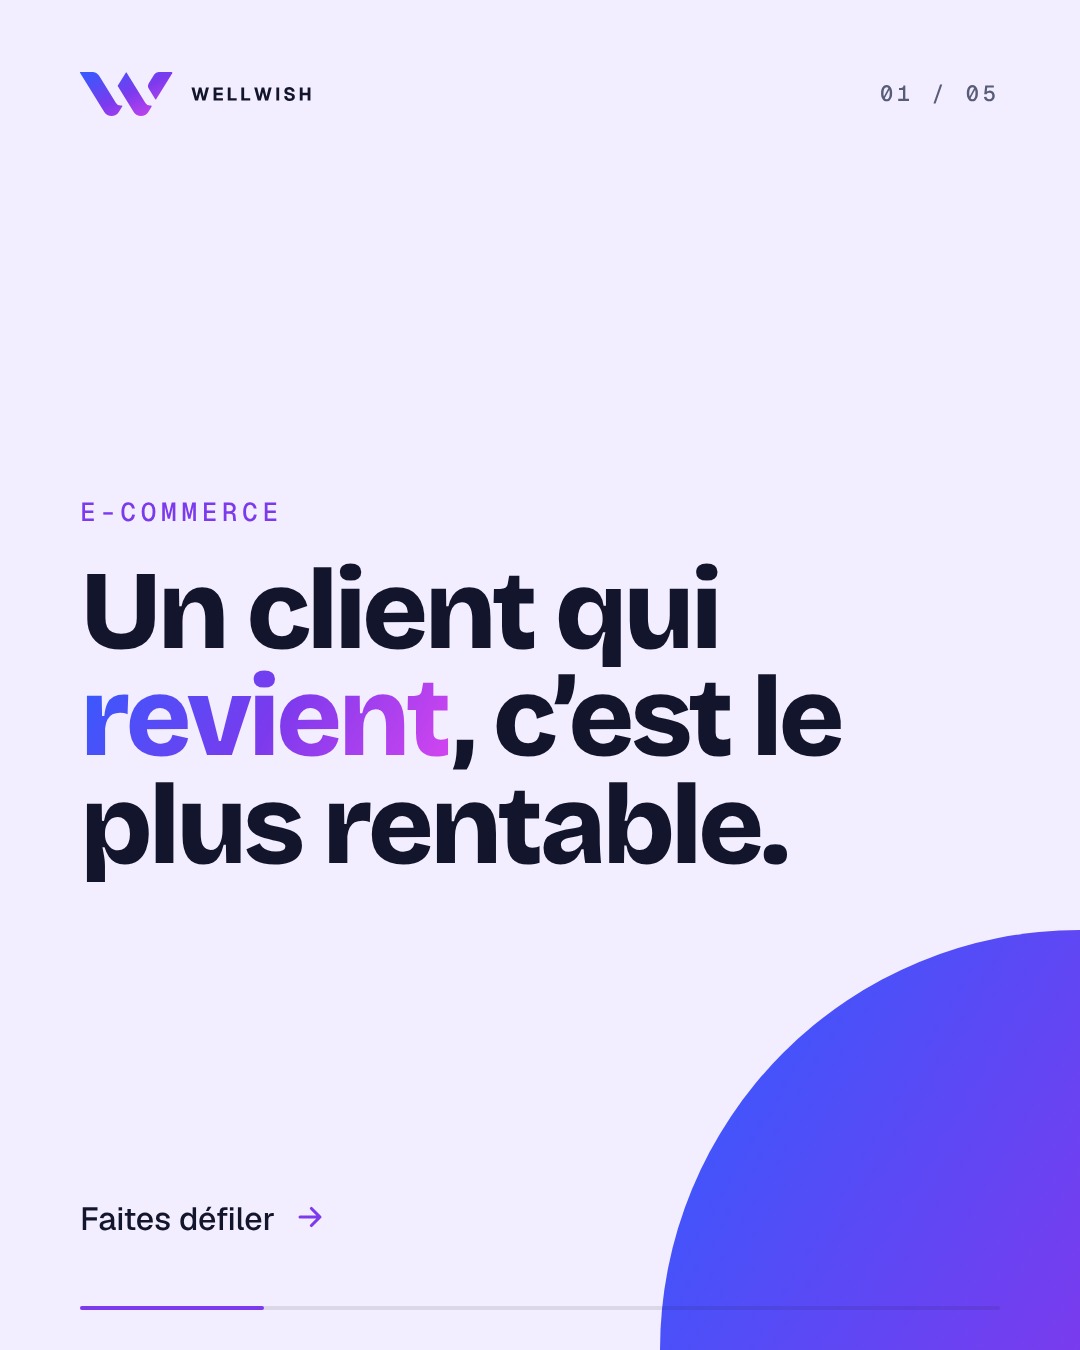 WELLWISH
01 / 05
E-COMMERCE
Un client qui
revient, c’est le
plus rentable.
Faites défiler →